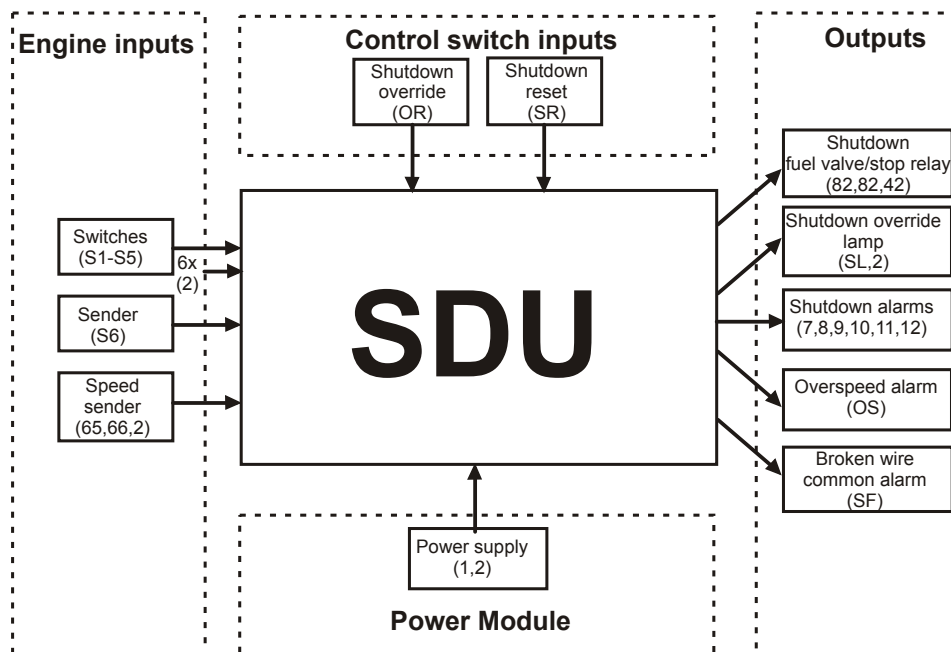 Engine inputs
Control switch inputs
Outputs
Shutdown
override
(OR)
Shutdown
reset
(SR)
Switches
(S1-S5)
6x
(2)
Sender
(S6)
Speed
sender
(65,66,2)
SDU
Shutdown
fuel valve/stop relay
(82,82,42)
Shutdown override
lamp
(SL,2)
Shutdown alarms
(7,8,9,10,11,12)
Overspeed alarm
(OS)
Broken wire
common alarm
(SF)
Power supply
(1,2)
Power Module